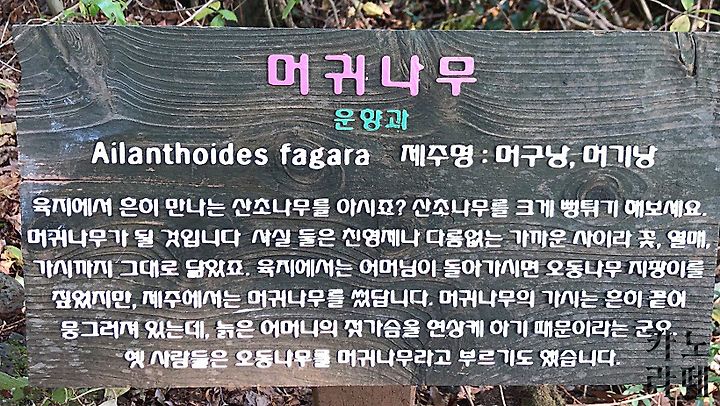 머귀나무
운향과
Ailanthoides fagara 제주명 : 머구낭, 머기낭
육지에서 흔히 만나는 산초나무를 아시죠? 산초나무를 크게 뻥튀기 해보세요.
머귀나무가 될 것입니다 사실 둘은 친형제나 다름없는 가까운 사이라 꽃, 열매,
가시까지 그대로 닮았죠. 육지에서는 어머님이 돌아가시면 오동나무 지팡이를
짚었지만, 제주에서는 머귀나무를 썼답니다. 머귀나무의 가시는 흔히 끝이
뭉그러져 있는데, 늙은 어머니의 젖가슴을 연상케 하기 때문이라는 군요.
옛 사람들은 오동나무를 머귀나무라고 부르기도 했습니다.
카노
라페